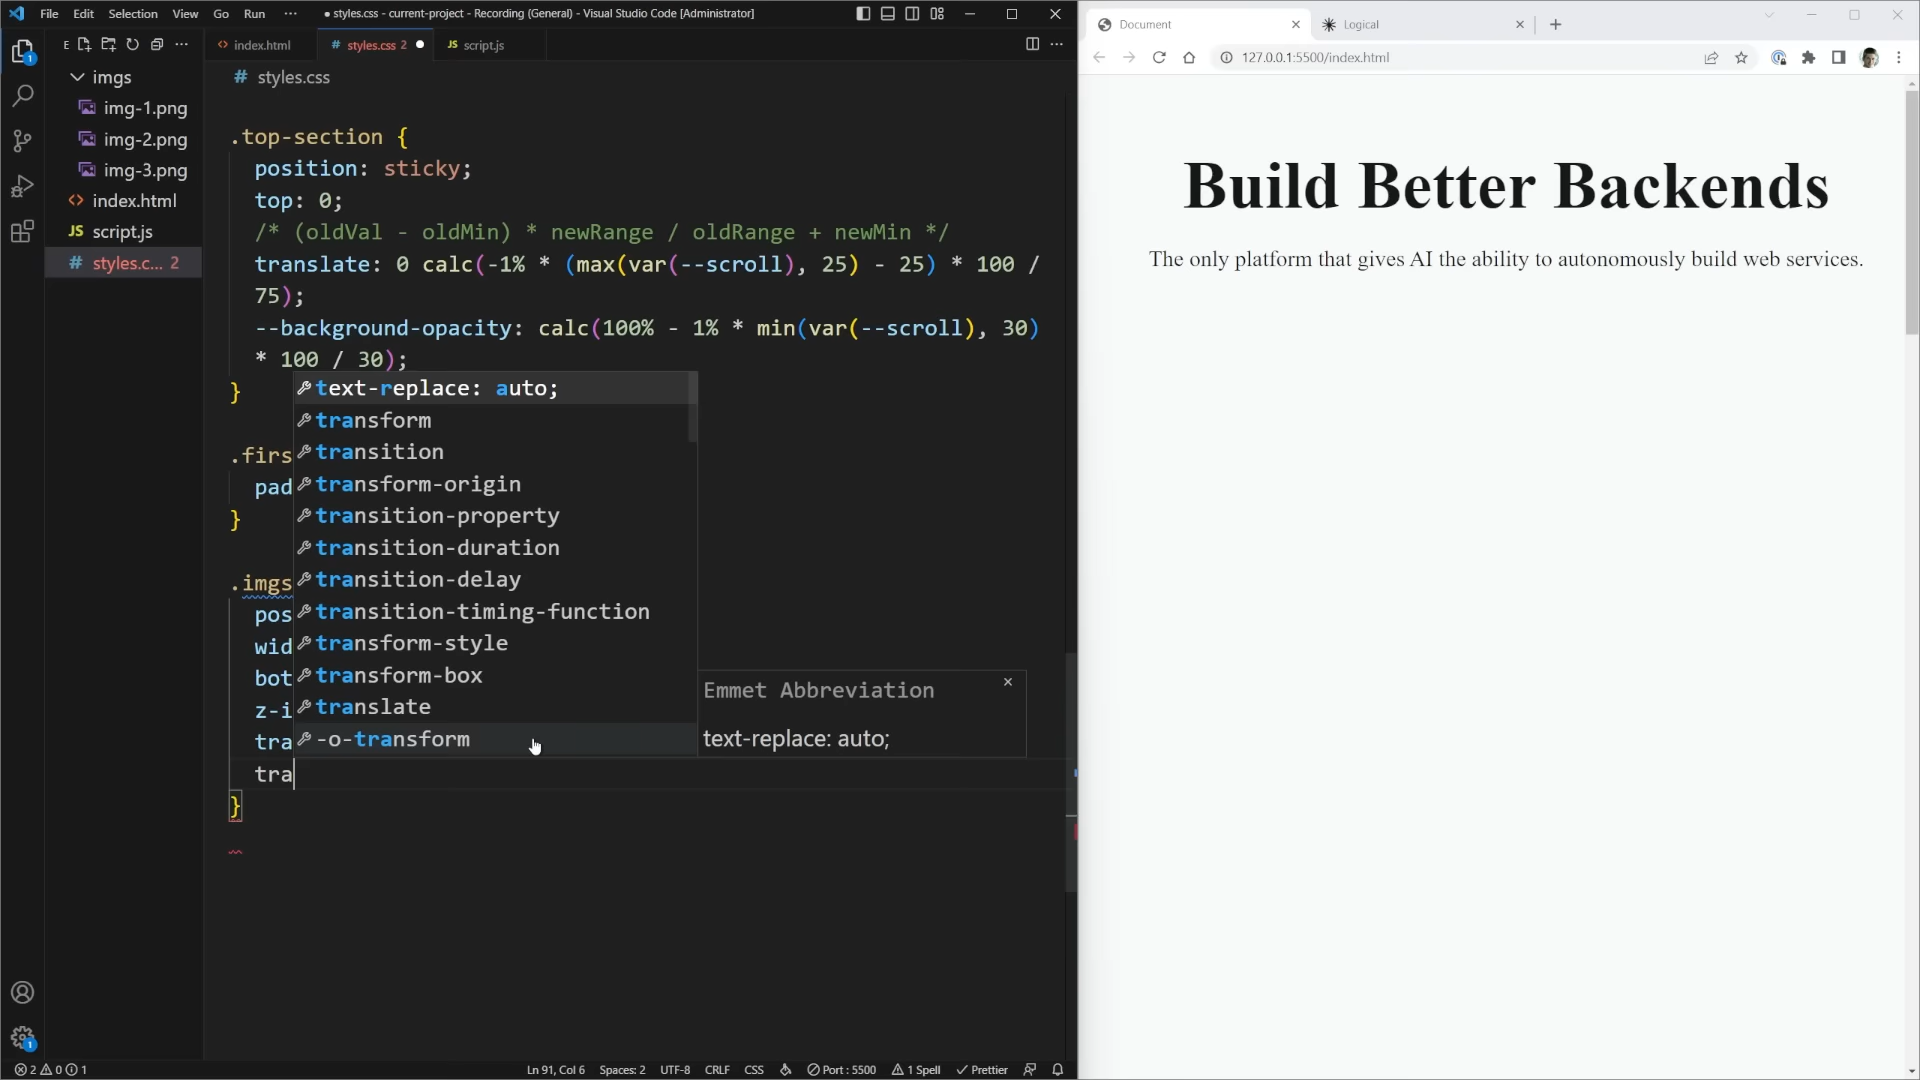 File Edit Selection View Go Run ··· ● styles.css - current-project - Recording (General) - Visual Studio Code [Administrator]
E
index.html
# styles.css 2 ●
JS script.js
# styles.css
imgs
img-1.png
img-2.png
img-3.png
<> index.html
JS script.js
# styles.c... 2
.top-section {
position: sticky;
top: 0;
/* (oldVal - oldMin) * newRange / oldRange + newMin */
translate: 0 calc(-1% * (max(var(--scroll), 25) - 25) * 100 /
75);
--background-opacity: calc(100% - 1% * min(var(--scroll), 30)
* 100 / 30);
}
.firs
pad
}
.imgs
pos
wid
bot
z-i
tra
tra
}
text-replace: auto;
transform
transition
transform-origin
transition-property
transition-duration
transition-delay
transition-timing-function
transform-style
transform-box
translate
-o-transform
Emmet Abbreviation ×
text-replace: auto;
1
1
2 0 1
Ln 91, Col 6 Spaces: 2 UTF-8 CRLF CSS Port : 5500 1 Spell Prettier
Document
Logical
127.0.0.1:5500/index.html
Build Better Backends
The only platform that gives AI the ability to autonomously build web services.